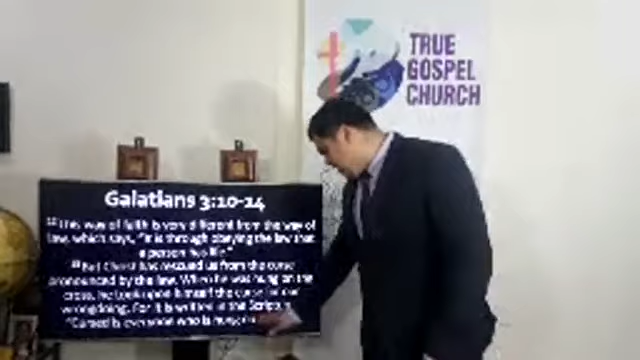 TRUE
GOSPEL
CHURCH
Galatians 3:10-14
12 This way of faith is very different from the way of
law, which says, "It is through obeying the law that
a person has life."
13 But Christ has rescued us from the curse
pronounced by the law. When he was hung on the
cross, he took upon himself the curse for our
wrongdoing. For it is written in the Scriptures,
"Cursed is everyone who is hung on